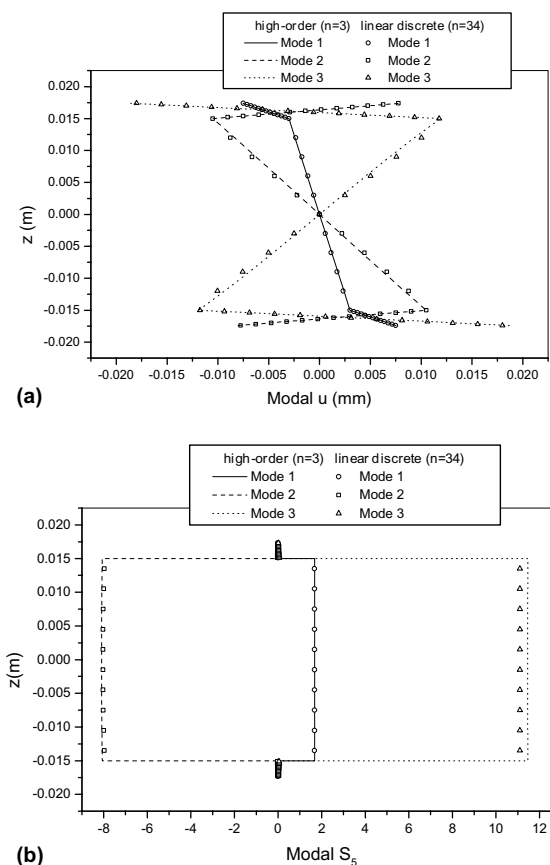 high-order (n=3) linear discrete (n=34)
Mode 1 Mode 1
Mode 2 Mode 2
Mode 3 Mode 3
0.020
0.015
0.010
0.005
0.000
-0.005
-0.010
-0.015
-0.020
z (m)
-0.020 -0.015 -0.010 -0.005 0.000 0.005 0.010 0.015 0.020
Modal u (mm)
(a)
high-order (n=3) linear discrete (n=34)
Mode 1 Mode 1
Mode 2 Mode 2
Mode 3 Mode 3
0.020
0.015
0.010
0.005
0.000
-0.005
-0.010
-0.015
-0.020
z(m)
-8 -6 -4 -2 0 2 4 6 8 10 12
Modal S5
(b)